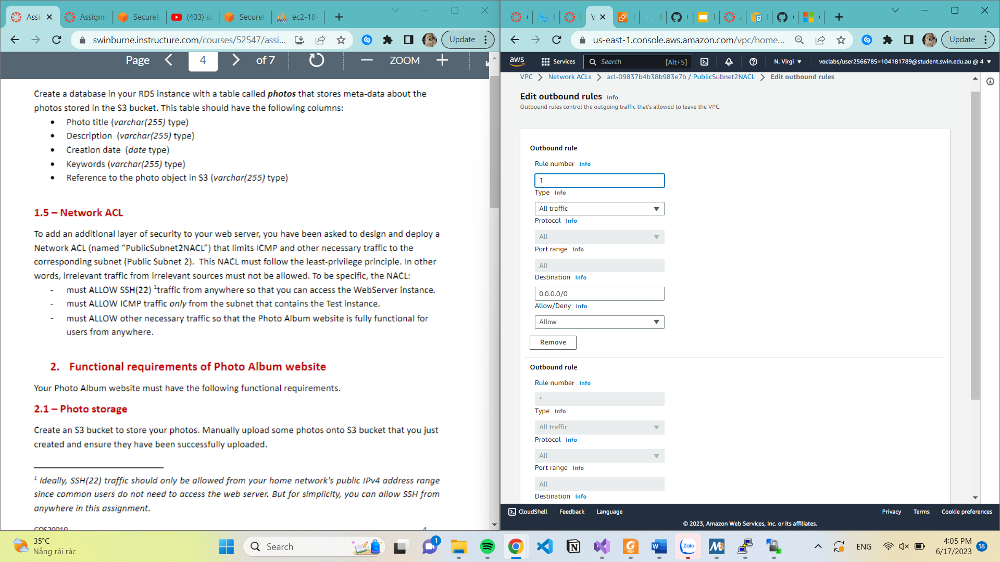 Assi
Assignm
Securely
(403) ss
Securely
ec2-18-
swinburne.instructure.com/courses/52547/assi...
Update
Page
4
of 7
ZOOM
Create a database in your RDS instance with a table called photos that stores meta-data about the
photos stored in the S3 bucket. This table should have the following columns:
• Photo title (varchar(255) type)
• Description (varchar(255) type)
• Creation date (date type)
• Keywords (varchar(255) type)
• Reference to the photo object in S3 (varchar(255) type)
1.5 – Network ACL
To add an additional layer of security to your web server, you have been asked to design and deploy a
Network ACL (named “PublicSubnet2NACL”) that limits ICMP and other necessary traffic to the
corresponding subnet (Public Subnet 2). This NACL must follow the least-privilege principle. In other
words, irrelevant traffic from irrelevant sources must not be allowed. To be specific, the NACL:
- must ALLOW SSH(22) 1traffic from anywhere so that you can access the WebServer instance.
- must ALLOW ICMP traffic only from the subnet that contains the Test instance.
- must ALLOW other necessary traffic so that the Photo Album website is fully functional for
users from anywhere.
2. Functional requirements of Photo Album website
Your Photo Album website must have the following functional requirements.
2.1 – Photo storage
Create an S3 bucket to store your photos. Manually upload some photos onto S3 bucket that you just
created and ensure they have been successfully uploaded.
1 Ideally, SSH(22) traffic should only be allowed from your home network's public IPv4 address range
since common users do not need to access the web server. But for simplicity, you can allow SSH from
anywhere in this assignment.
COS20019
4
us-east-1.console.aws.amazon.com/vpc/home...
Update
aws
Services
Search
[Alt+S]
N. Virgi
voclabs/user2566785=104181789@student.swin.edu.au @ 4
VPC
Network ACLs
acl-09837b4b38b983e7b / PublicSubnet2NACL
Edit outbound rules
Edit outbound rules Info
Outbound rules control the outgoing traffic that's allowed to leave the VPC.
Outbound rule
Rule number Info
1
Type Info
All traffic
Protocol Info
All
Port range Info
All
Destination Info
0.0.0.0/0
Allow/Deny Info
Allow
Remove
Outbound rule
Rule number Info
*
Type Info
All traffic
Protocol Info
All
Port range Info
All
Destination Info
CloudShell
Feedback
Language
Privacy
Terms
Cookie preferences
© 2023, Amazon Web Services, Inc. or its affiliates.
35°C
Nắng rải rác
Search
1
Zalo
ENG
4:05 PM
6/17/2023
18